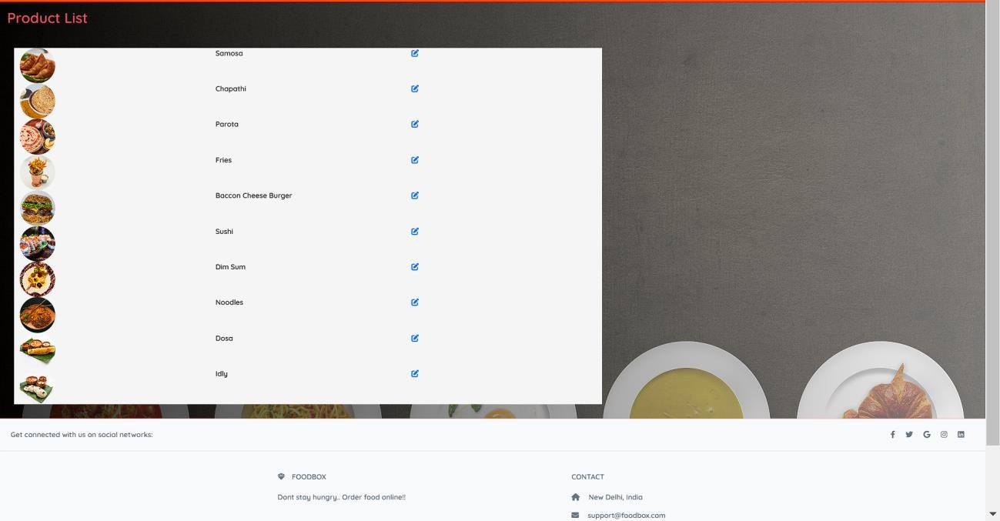 Product List
Samosa
Chapathi
Parota
Fries
Baccon Cheese Burger
Sushi
Dim Sum
Noodles
Dosa
Idly
Get connected with us on social networks:
FOODBOX
Dont stay hungry.. Order food online!!
CONTACT
New Delhi, India
support@foodbox.com